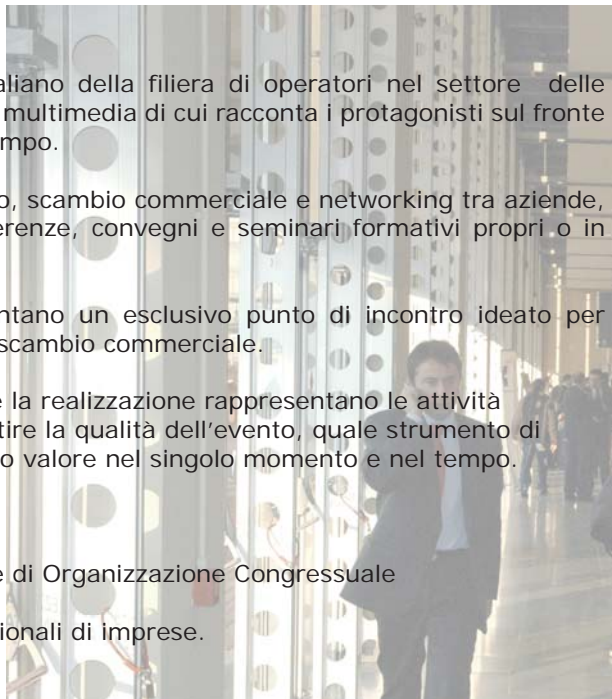 aliano della filiera di operatori nel settore delle
multimedia di cui racconta i protagonisti sul fronte
mpo.
o, scambio commerciale e networking tra aziende,
erenze, convegni e seminari formativi propri o in
ntano un esclusivo punto di incontro ideato per
scambio commerciale.
e la realizzazione rappresentano le attività
tire la qualità dell'evento, quale strumento di
o valore nel singolo momento e nel tempo.
e di Organizzazione Congressuale
ionali di imprese.